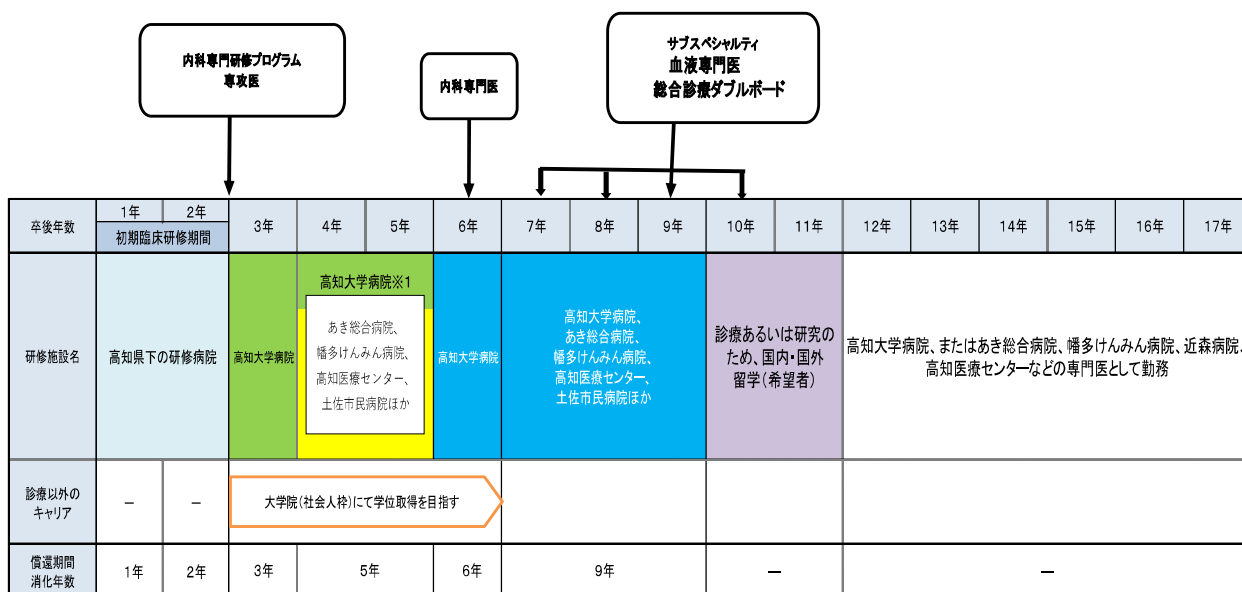 内科専門研修プログラム
専攻医
内科専門医
サブスペシャルティ
血液専門医
総合診療ダブルボード
卒後年数
1年
2年
初期臨床研修期間
3年
4年
5年
6年
7年
8年
9年
10年
11年
12年
13年
14年
15年
16年
17年
研修施設名
高知県下の研修病院
高知大学病院
高知大学病院※1
あき総合病院、
幡多けんみん病院、
高知医療センター、
土佐市民病院ほか
高知大学病院
高知大学病院、
あき総合病院、
幡多けんみん病院、
高知医療センター、
土佐市民病院ほか
診療あるいは研究の
ため、国内・国外
留学(希望者)
高知大学病院、またはあき総合病院、幡多けんみん病院、近森病院、
高知医療センターなどの専門医として勤務
診療以外の
キャリア
－
－
大学院(社会人枠)にて学位取得を目指す
償還期間
消化年数
1年
2年
3年
5年
6年
9年
－
－